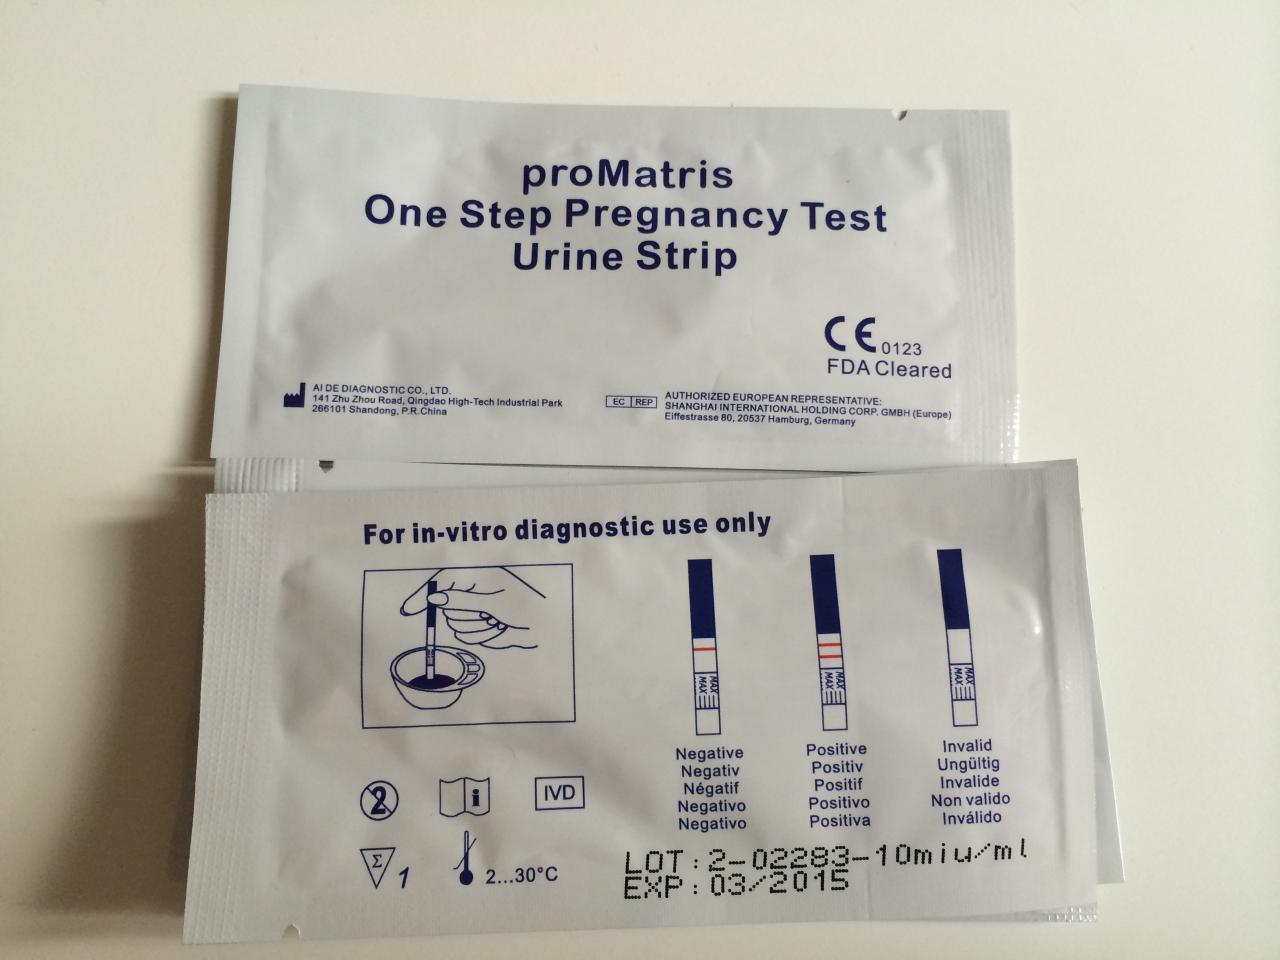 proMatris
One Step Pregnancy Test
Urine Strip
CE 0123
FDA Cleared
AI DE DIAGNOSTIC CO., LTD.
141 Zhu Zhou Road, Qingdao High-Tech Industrial Park
266101 Shandong, P.R.China
EC REP
AUTHORIZED EUROPEAN REPRESENTATIVE:
SHANGHAI INTERNATIONAL HOLDING CORP. GMBH (Europe)
Eiffestrasse 80, 20537 Hamburg, Germany
For in-vitro diagnostic use only
MAX MAX
MAX MAX
MAX MAX
Negative
Negativ
Négatif
Negativo
Negativo
Positive
Positiv
Positif
Positivo
Positiva
Invalid
Ungültig
Invalide
Non valido
Inválido
2
i
IVD
Σ 1
2...30°C
LOT: 2-02283-10miu/ml
EXP: 03/2015